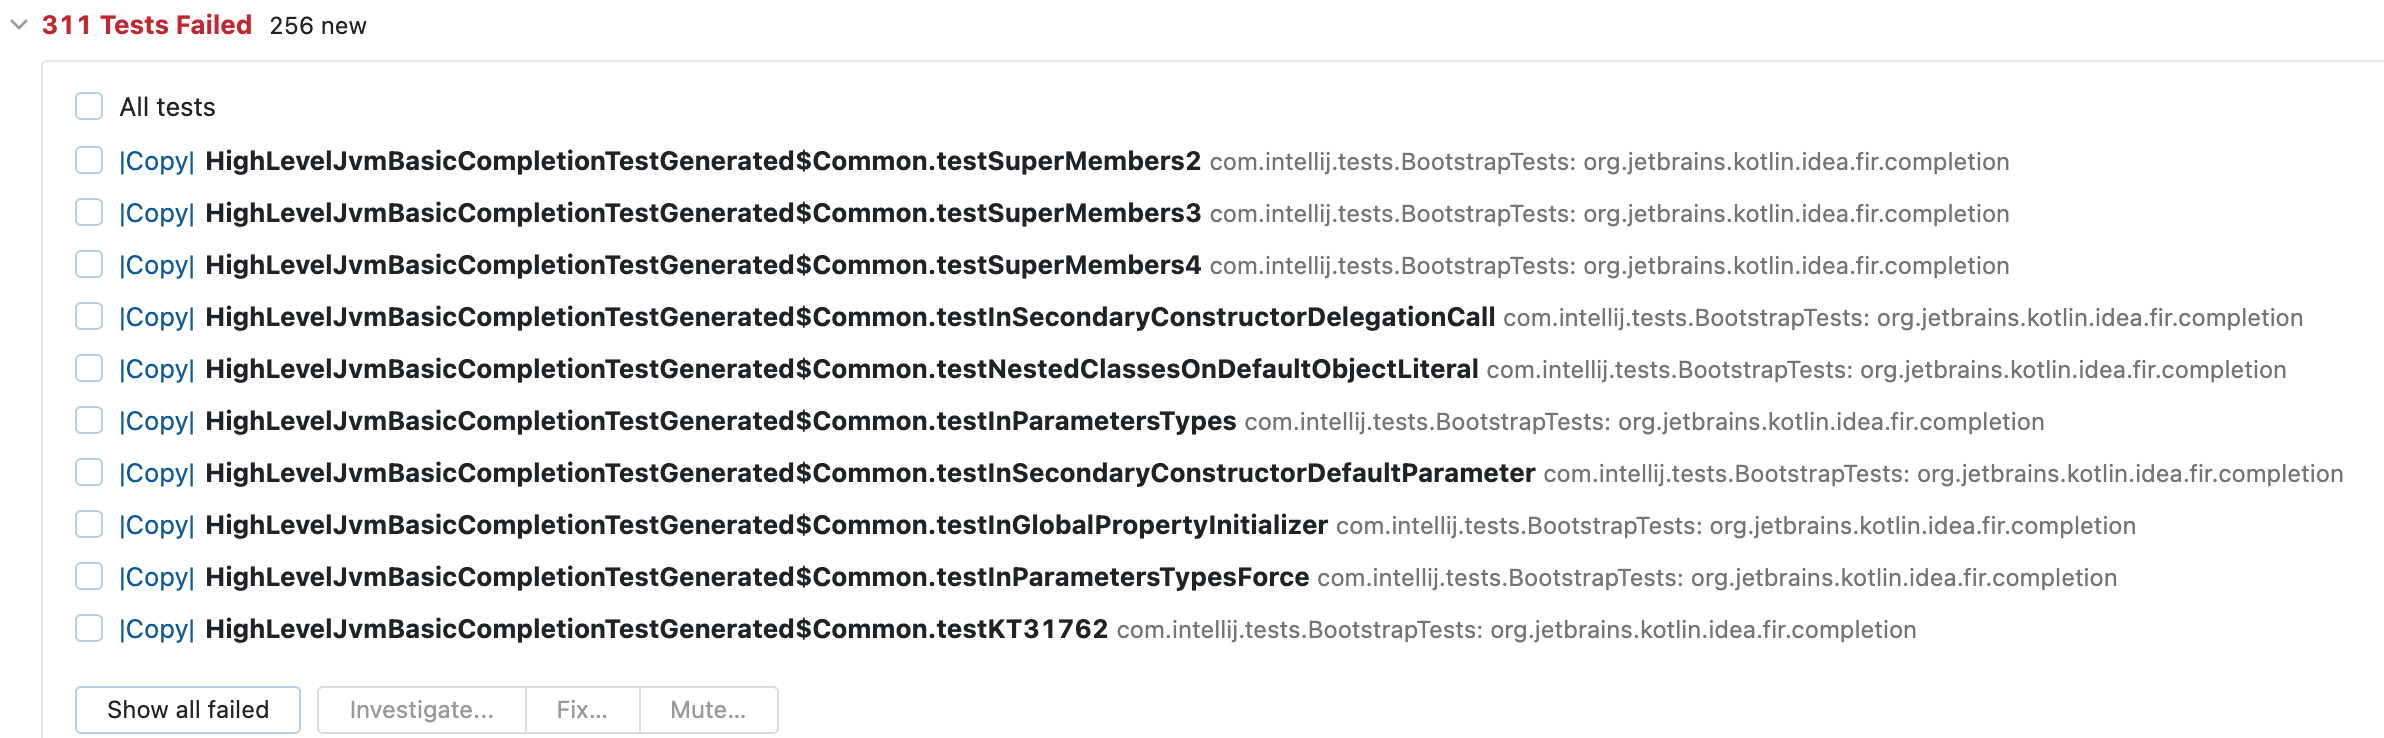 311 Tests Failed 256 new
All tests
|Copy| HighLevelJvmBasicCompletionTestGenerated$Common.testSuperMembers2 com.intellij.tests.BootstrapTests: org.jetbrains.kotlin.idea.fir.completion
|Copy| HighLevelJvmBasicCompletionTestGenerated$Common.testSuperMembers3 com.intellij.tests.BootstrapTests: org.jetbrains.kotlin.idea.fir.completion
|Copy| HighLevelJvmBasicCompletionTestGenerated$Common.testSuperMembers4 com.intellij.tests.BootstrapTests: org.jetbrains.kotlin.idea.fir.completion
|Copy| HighLevelJvmBasicCompletionTestGenerated$Common.testInSecondaryConstructorDelegationCall com.intellij.tests.BootstrapTests: org.jetbrains.kotlin.idea.fir.completion
|Copy| HighLevelJvmBasicCompletionTestGenerated$Common.testNestedClassesOnDefaultObjectLiteral com.intellij.tests.BootstrapTests: org.jetbrains.kotlin.idea.fir.completion
|Copy| HighLevelJvmBasicCompletionTestGenerated$Common.testInParametersTypes com.intellij.tests.BootstrapTests: org.jetbrains.kotlin.idea.fir.completion
|Copy| HighLevelJvmBasicCompletionTestGenerated$Common.testInSecondaryConstructorDefaultParameter com.intellij.tests.BootstrapTests: org.jetbrains.kotlin.idea.fir.completion
|Copy| HighLevelJvmBasicCompletionTestGenerated$Common.testInGlobalPropertyInitializer com.intellij.tests.BootstrapTests: org.jetbrains.kotlin.idea.fir.completion
|Copy| HighLevelJvmBasicCompletionTestGenerated$Common.testInParametersTypesForce com.intellij.tests.BootstrapTests: org.jetbrains.kotlin.idea.fir.completion
|Copy| HighLevelJvmBasicCompletionTestGenerated$Common.testKT31762 com.intellij.tests.BootstrapTests: org.jetbrains.kotlin.idea.fir.completion
Show all failed Investigate... Fix... Mute...